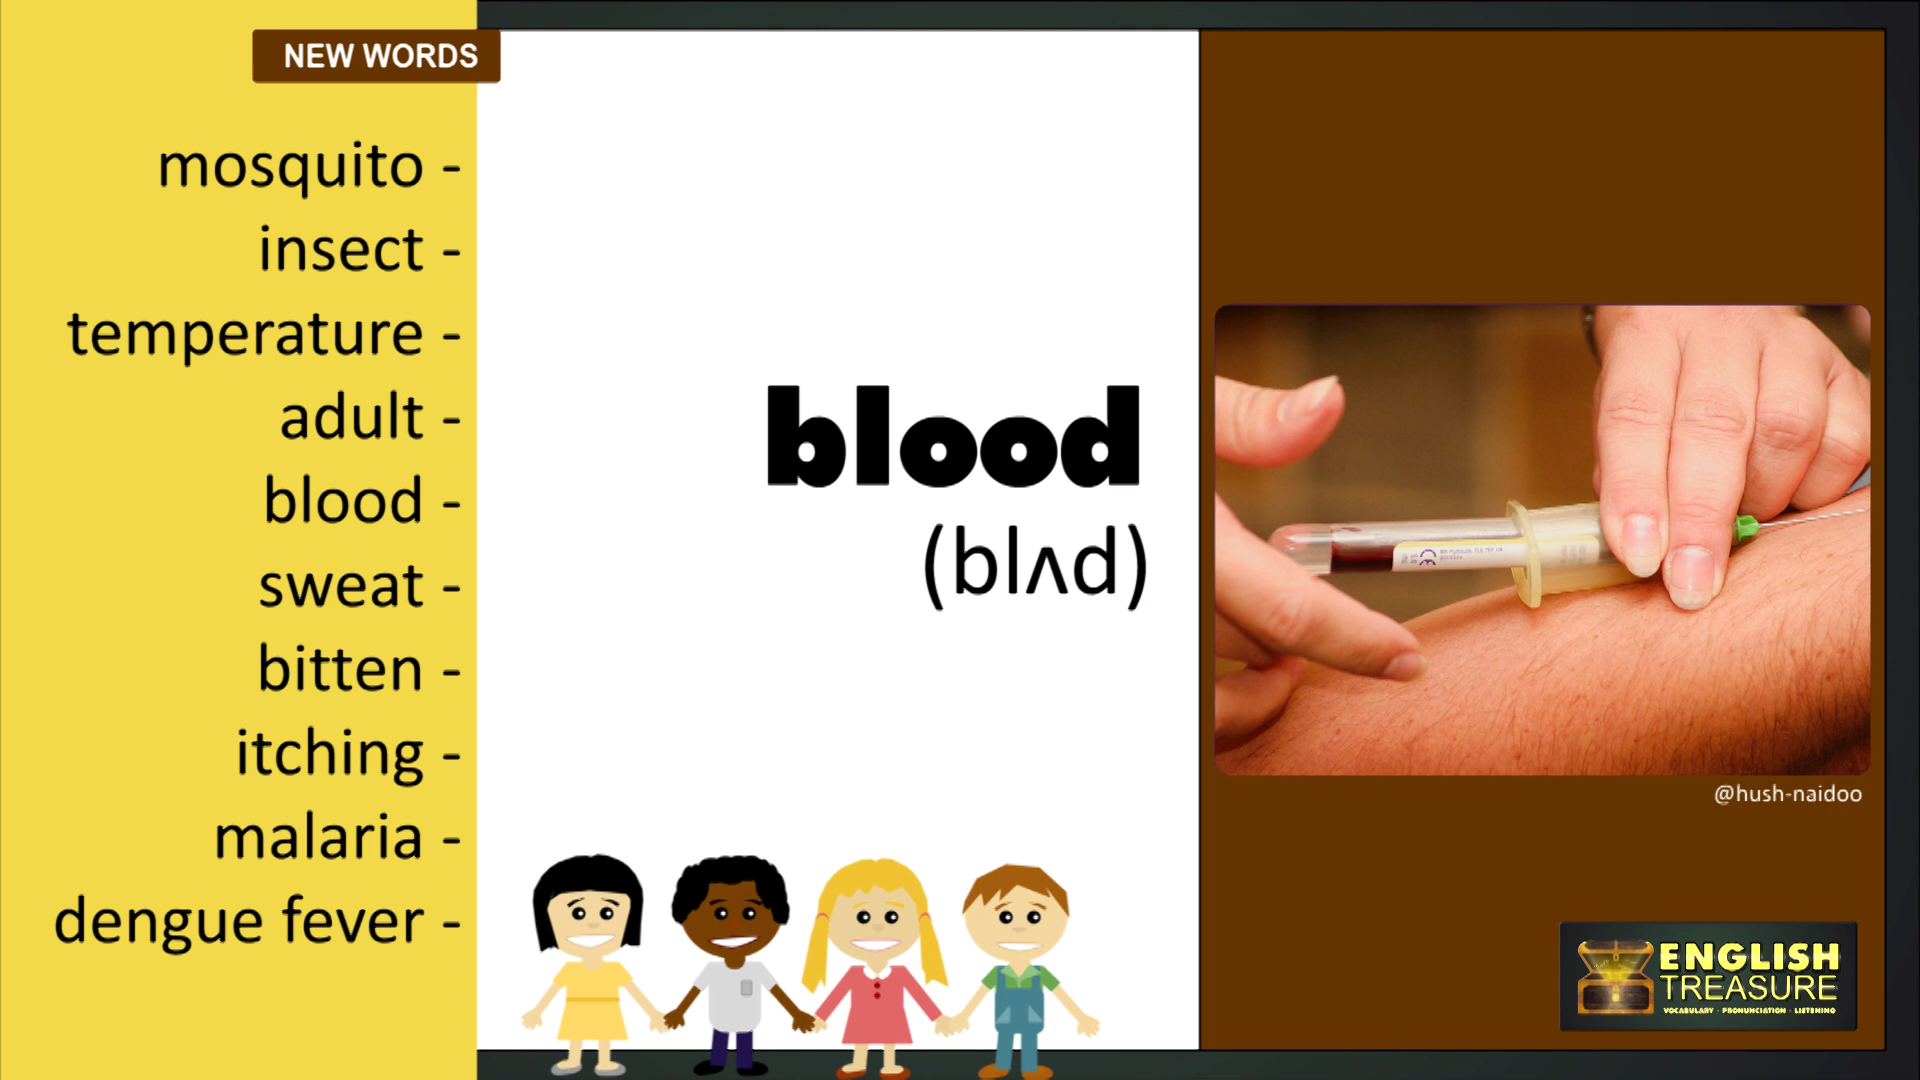 NEW WORDS
mosquito -
insect -
temperature -
adult -
blood -
sweat -
bitten -
itching -
malaria -
dengue fever -
blood
(blʌd)
@hush-naidoo
ENGLISH
TREASURE
VOCABULARY - PRONUNCIATION - LISTENING